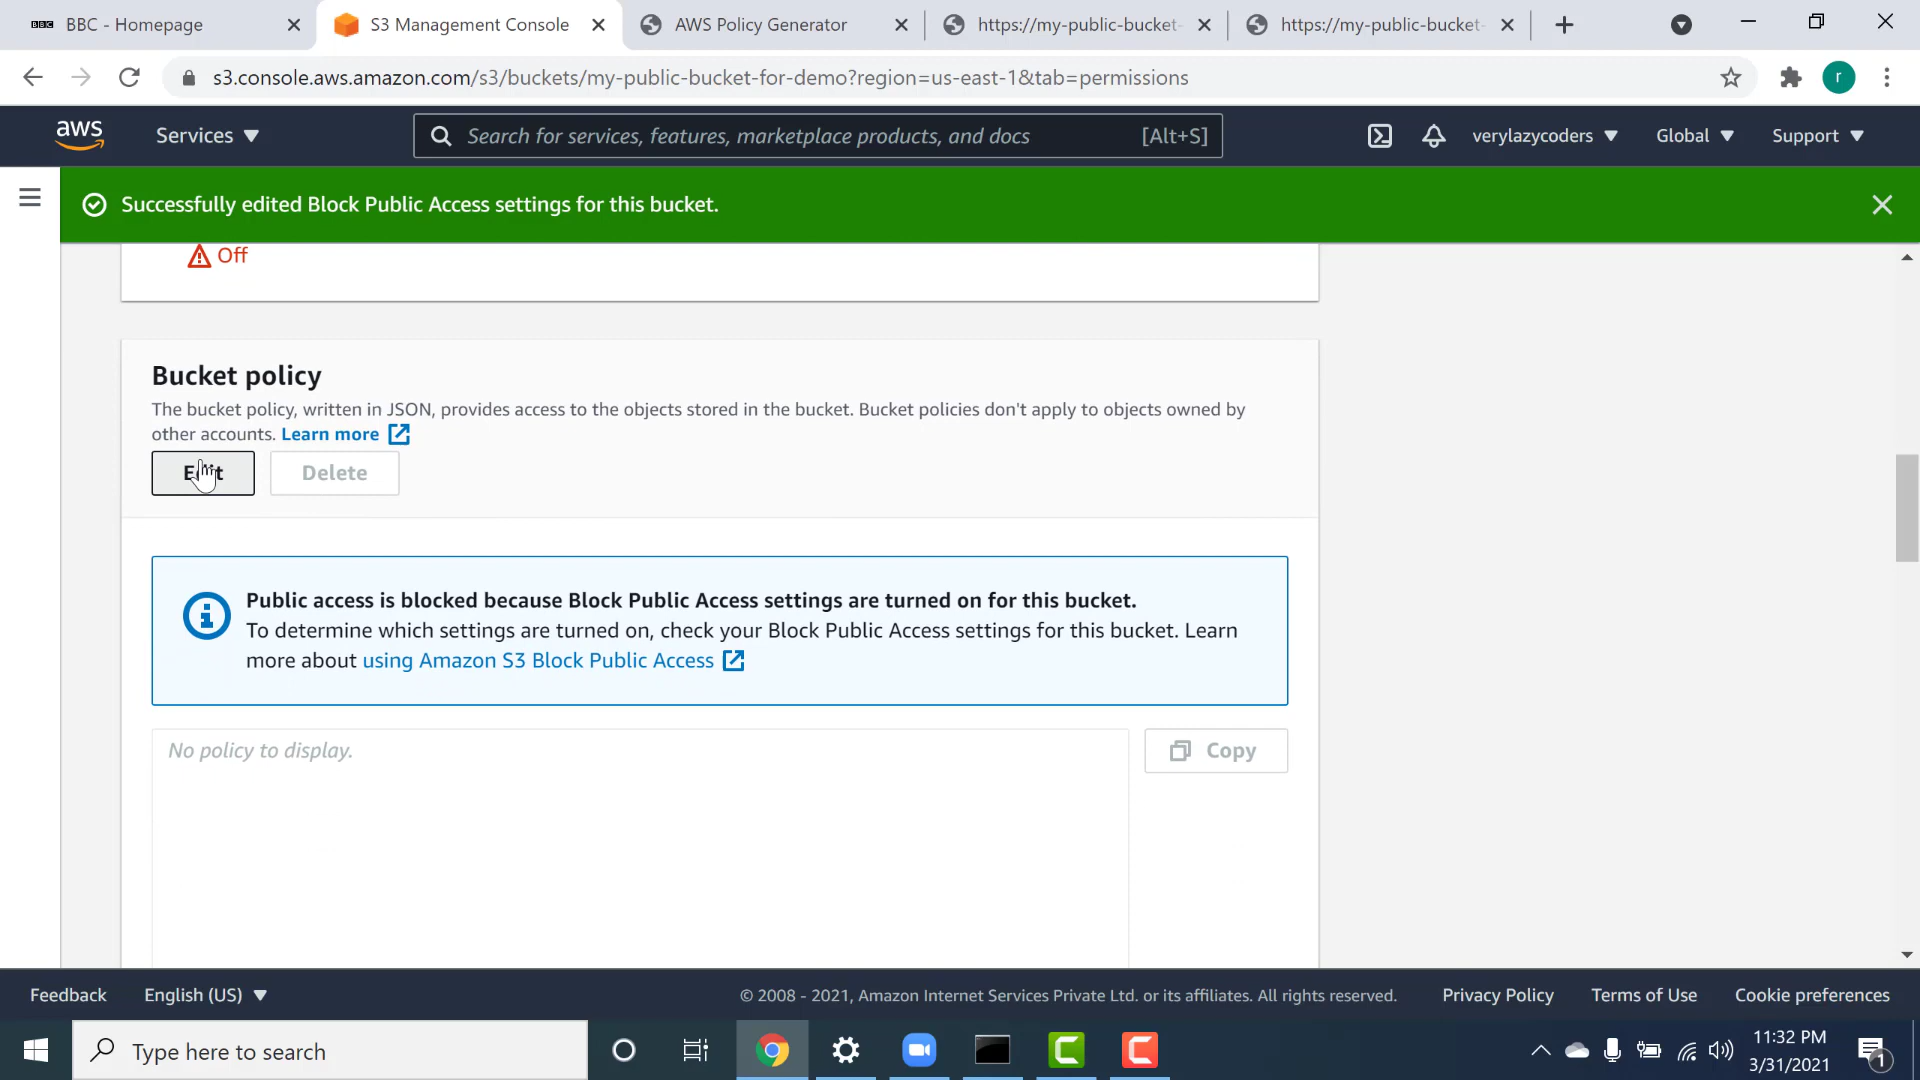 BBC BBC - Homepage
S3 Management Console
AWS Policy Generator
https://my-public-bucket-
https://my-public-bucket-
s3.console.aws.amazon.com/s3/buckets/my-public-bucket-for-demo?region=us-east-1&tab=permissions
r
aws
Services
Search for services, features, marketplace products, and docs [Alt+S]
verylazycoders
Global
Support
Successfully edited Block Public Access settings for this bucket.
Off
Bucket policy
The bucket policy, written in JSON, provides access to the objects stored in the bucket. Bucket policies don't apply to objects owned by
other accounts. Learn more
Edit
Delete
Public access is blocked because Block Public Access settings are turned on for this bucket.
To determine which settings are turned on, check your Block Public Access settings for this bucket. Learn
more about using Amazon S3 Block Public Access
No policy to display.
Copy
Feedback
English (US)
© 2008 - 2021, Amazon Internet Services Private Ltd. or its affiliates. All rights reserved.
Privacy Policy
Terms of Use
Cookie preferences
Type here to search
11:32 PM
3/31/2021
1